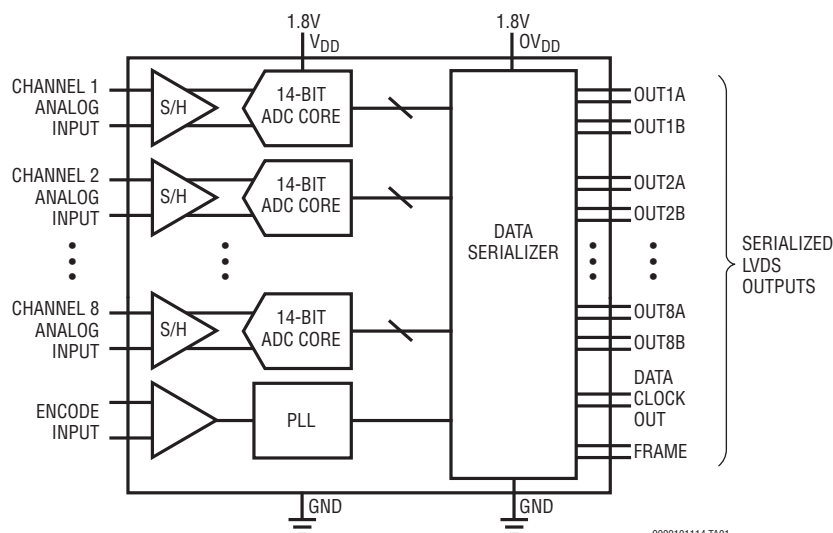 1.8V
V_DD
1.8V
OV_DD
CHANNEL 1
ANALOG
INPUT
S/H
14-BIT
ADC CORE
OUT1A
OUT1B
CHANNEL 2
ANALOG
INPUT
S/H
14-BIT
ADC CORE
OUT2A
OUT2B
DATA
SERIALIZER
SERIALIZED
LVDS
OUTPUTS
CHANNEL 8
ANALOG
INPUT
S/H
14-BIT
ADC CORE
OUT8A
OUT8B
ENCODE
INPUT
PLL
DATA
CLOCK
OUT
FRAME
GND
GND